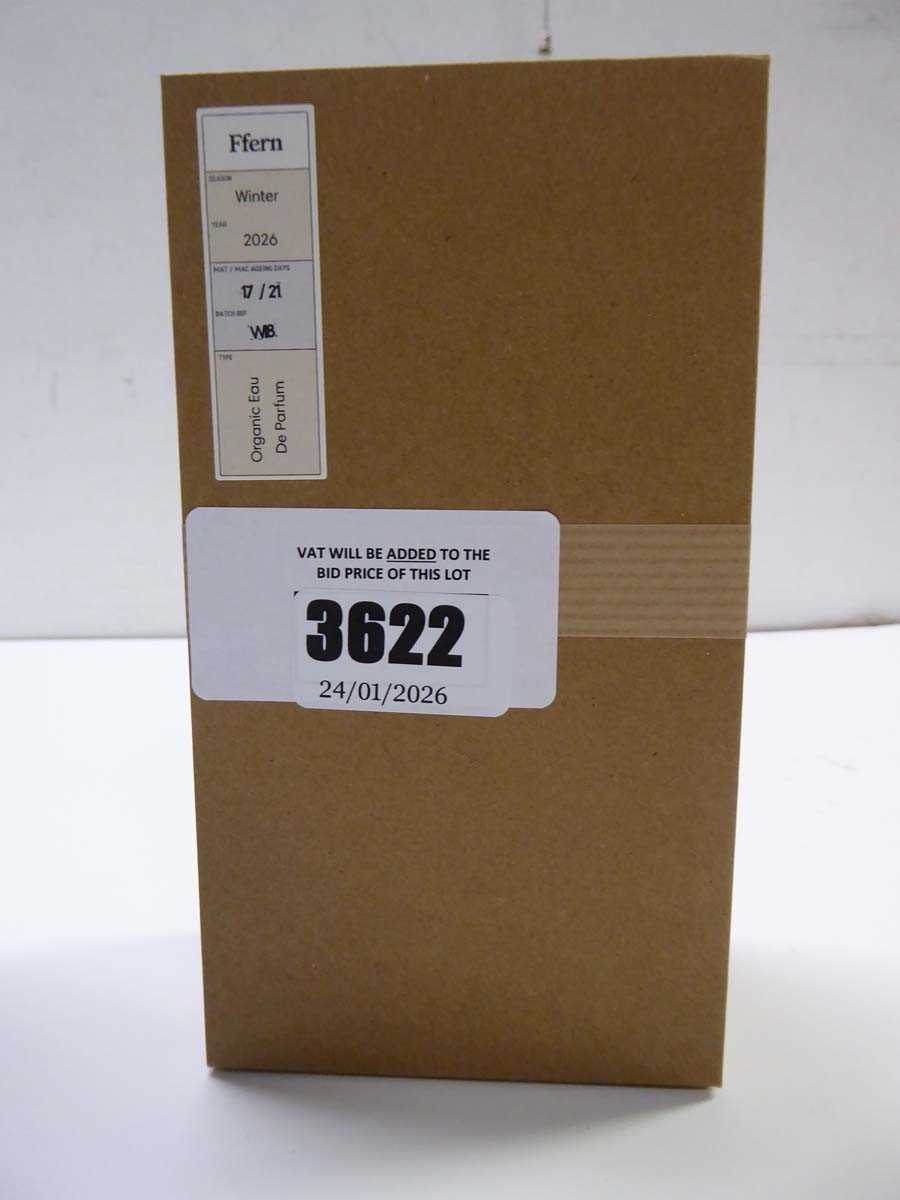 Ffern
SEASON
Winter
YEAR
2026
MAT / MAC AGEING DAYS
17 / 21
BATCH REF
W18
TYPE
Organic Eau
De Parfum
VAT WILL BE ADDED TO THE
BID PRICE OF THIS LOT
3622
24/01/2026